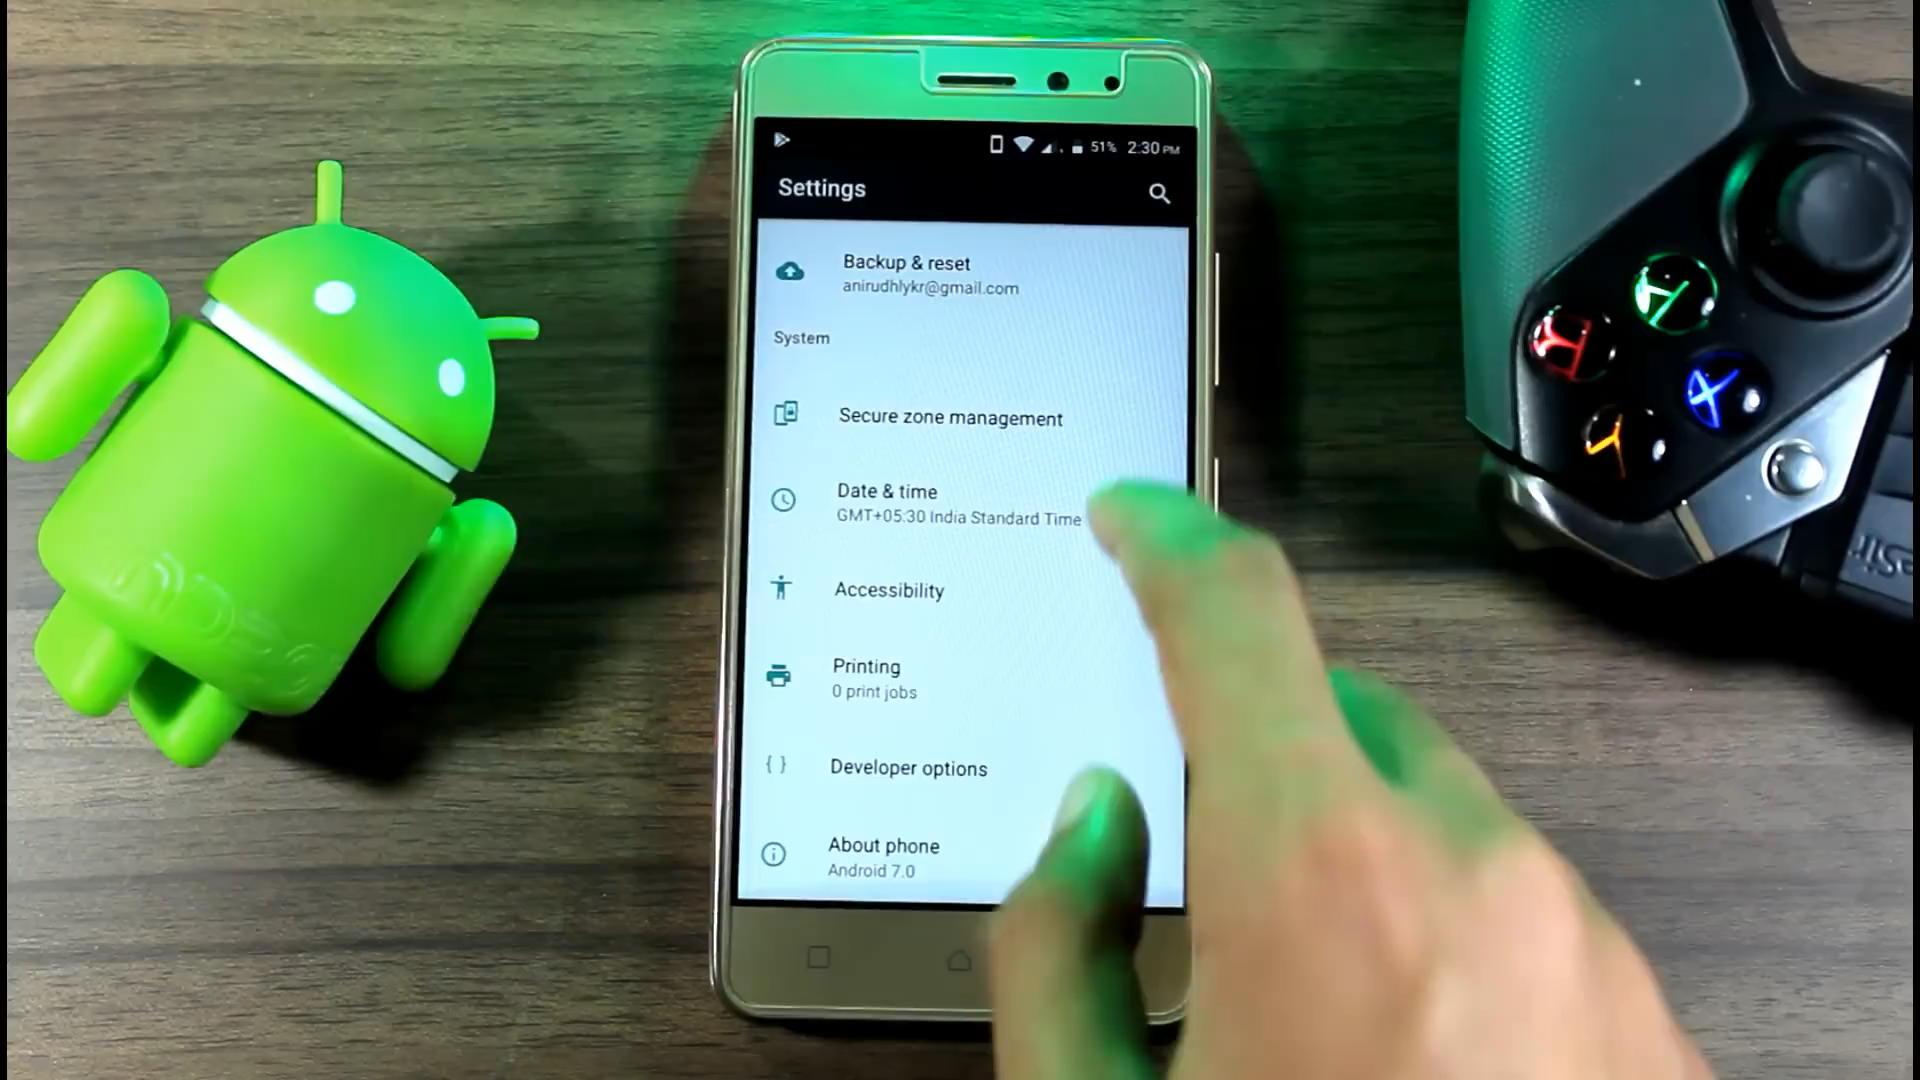 51% 2:30 PM
Settings
Backup & reset
anirudhlykr@gmail.com
System
Secure zone management
Date & time
GMT+05:30 India Standard Time
Accessibility
Printing
0 print jobs
{ } Developer options
About phone
Android 7.0
A
B
X
Y